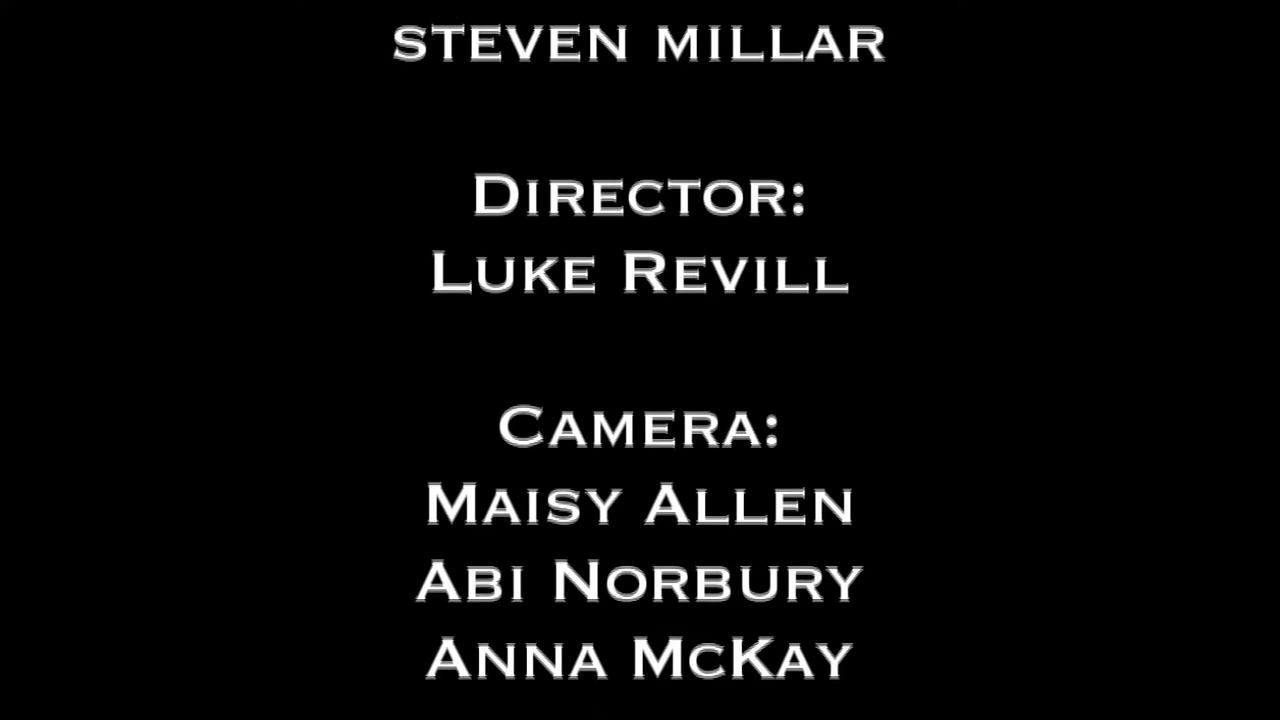 STEVEN MILLAR
DIRECTOR:
LUKE REVILL
CAMERA:
MAISY ALLEN
ABI NORBURY
ANNA MCKAY